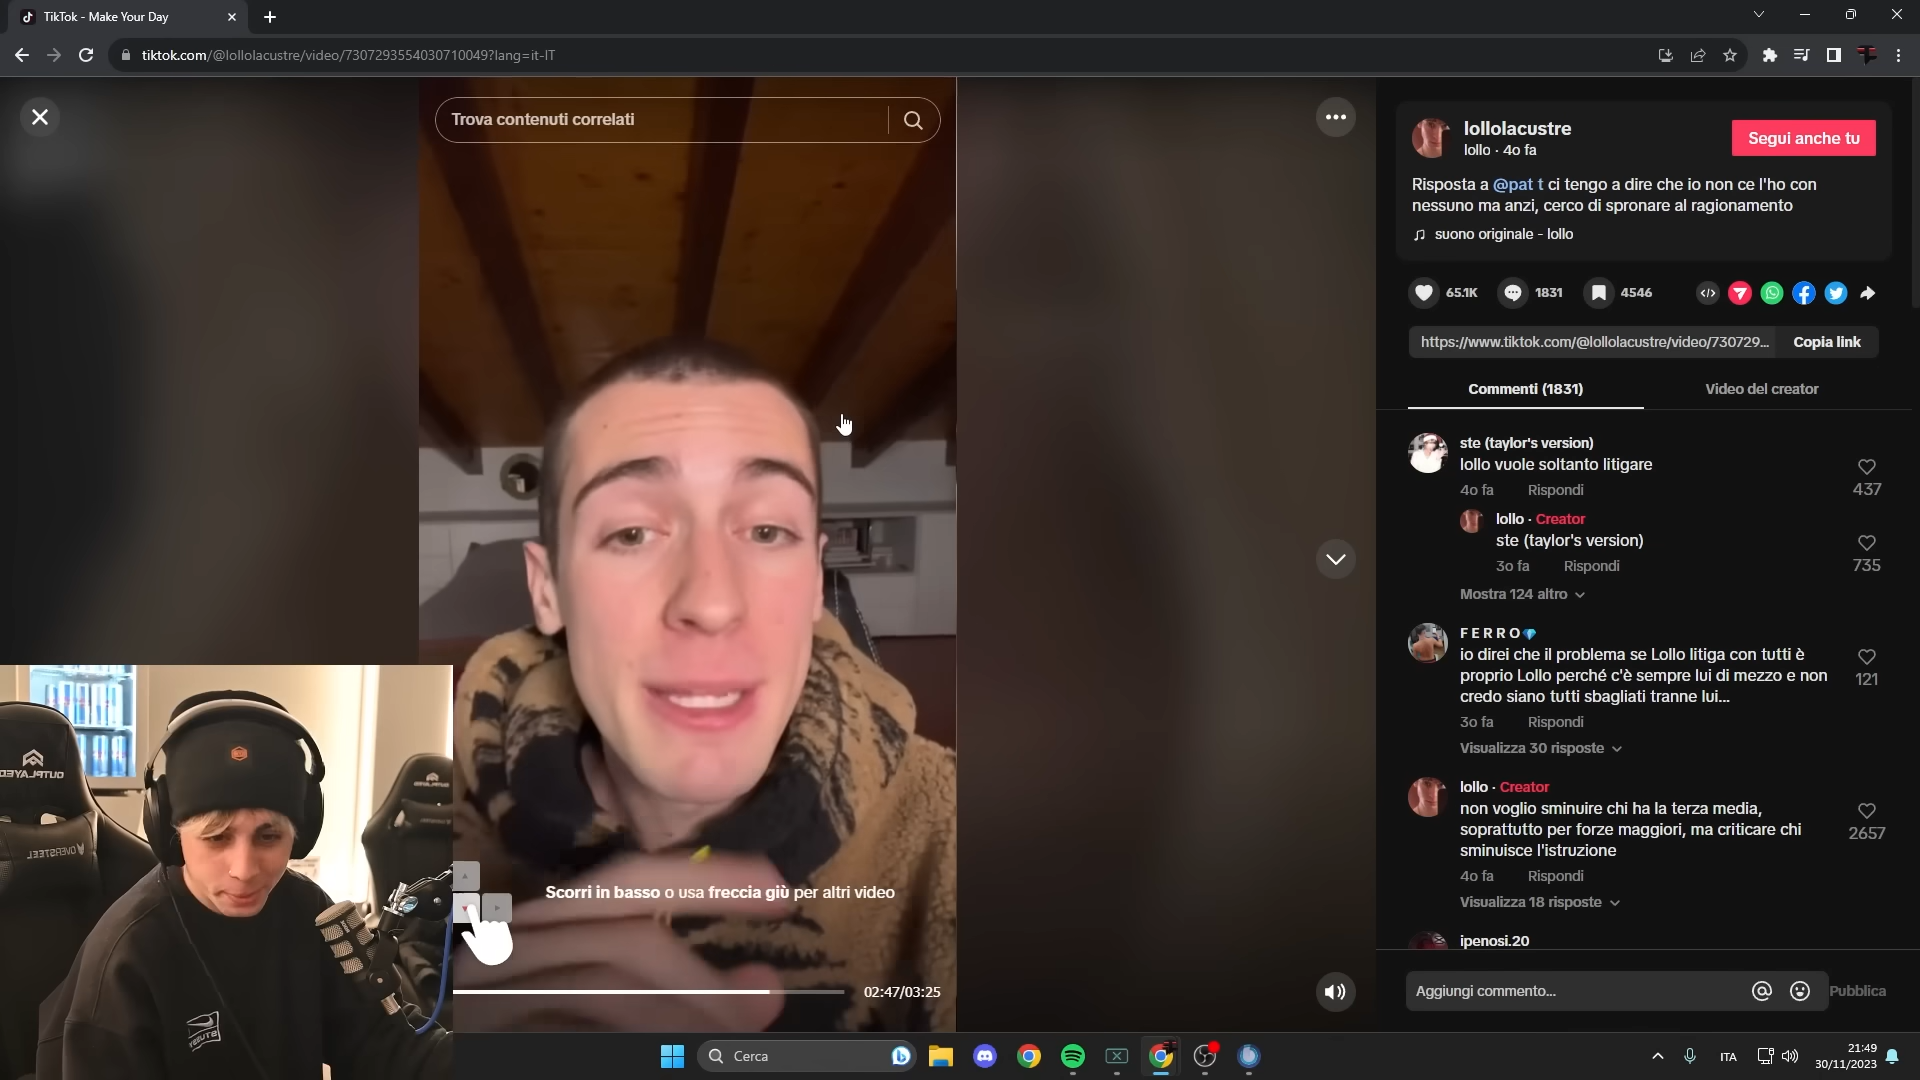 TikTok - Make Your Day
tiktok.com/@lollolacustre/video/7307293554030710049?lang=it-IT
Trova contenuti correlati
lollolacustre
lollo · 4o fa
Segui anche tu
Risposta a @pat t ci tengo a dire che io non ce l'ho con
nessuno ma anzi, cerco di spronare al ragionamento
suono originale - lollo
65.1K
1831
4546
https://www.tiktok.com/@lollolacustre/video/730729...
Copia link
Commenti (1831)
Video del creator
ste (taylor's version)
lollo vuole soltanto litigare
4o fa
Rispondi
437
lollo · Creator
ste (taylor's version)
3o fa
Rispondi
735
Mostra 124 altro
FERRO💎
io direi che il problema se Lollo litiga con tutti è
proprio Lollo perché c'è sempre lui di mezzo e non
credo siano tutti sbagliati tranne lui...
121
3o fa
Rispondi
Visualizza 30 risposte
lollo · Creator
non voglio sminuire chi ha la terza media,
soprattutto per forze maggiori, ma criticare chi
sminuisce l'istruzione
2657
4o fa
Rispondi
Visualizza 18 risposte
ipenosi.20
Aggiungi commento...
Pubblica
Scorri in basso o usa freccia giù per altri video
02:47/03:25
OUTPLAYED
OVERSTEEL
Cerca
ITA
21:49
30/11/2023